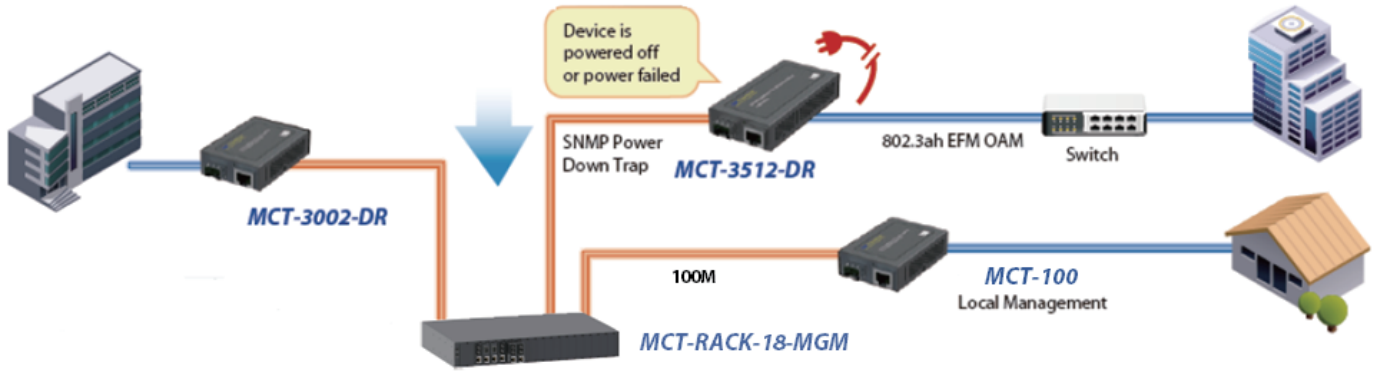 Device is
powered off
or power failed
SNMP Power
Down Trap
MCT-3512-DR
802.3ah EFM OAM
Switch
MCT-3002-DR
100M
MCT-100
Local Management
MCT-RACK-18-MGM